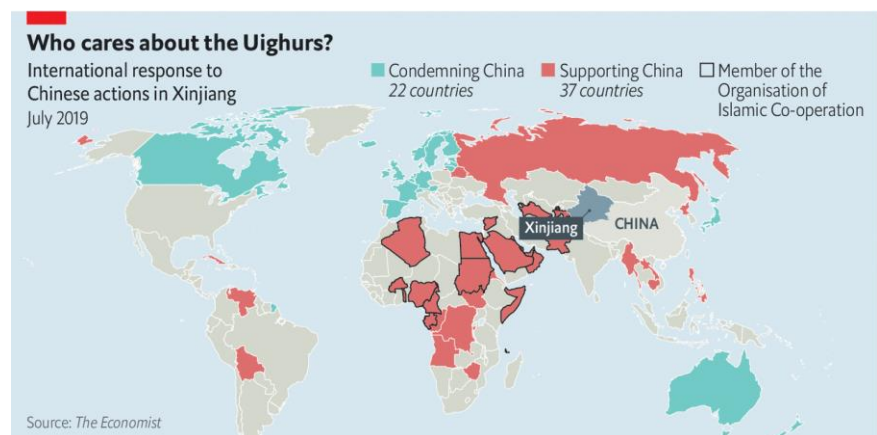 Who cares about the Uighurs?
International response to
Chinese actions in Xinjiang
July 2019
Condemning China
22 countries
Supporting China
37 countries
Member of the
Organisation of
Islamic Co-operation
Xinjiang
CHINA
Source: The Economist